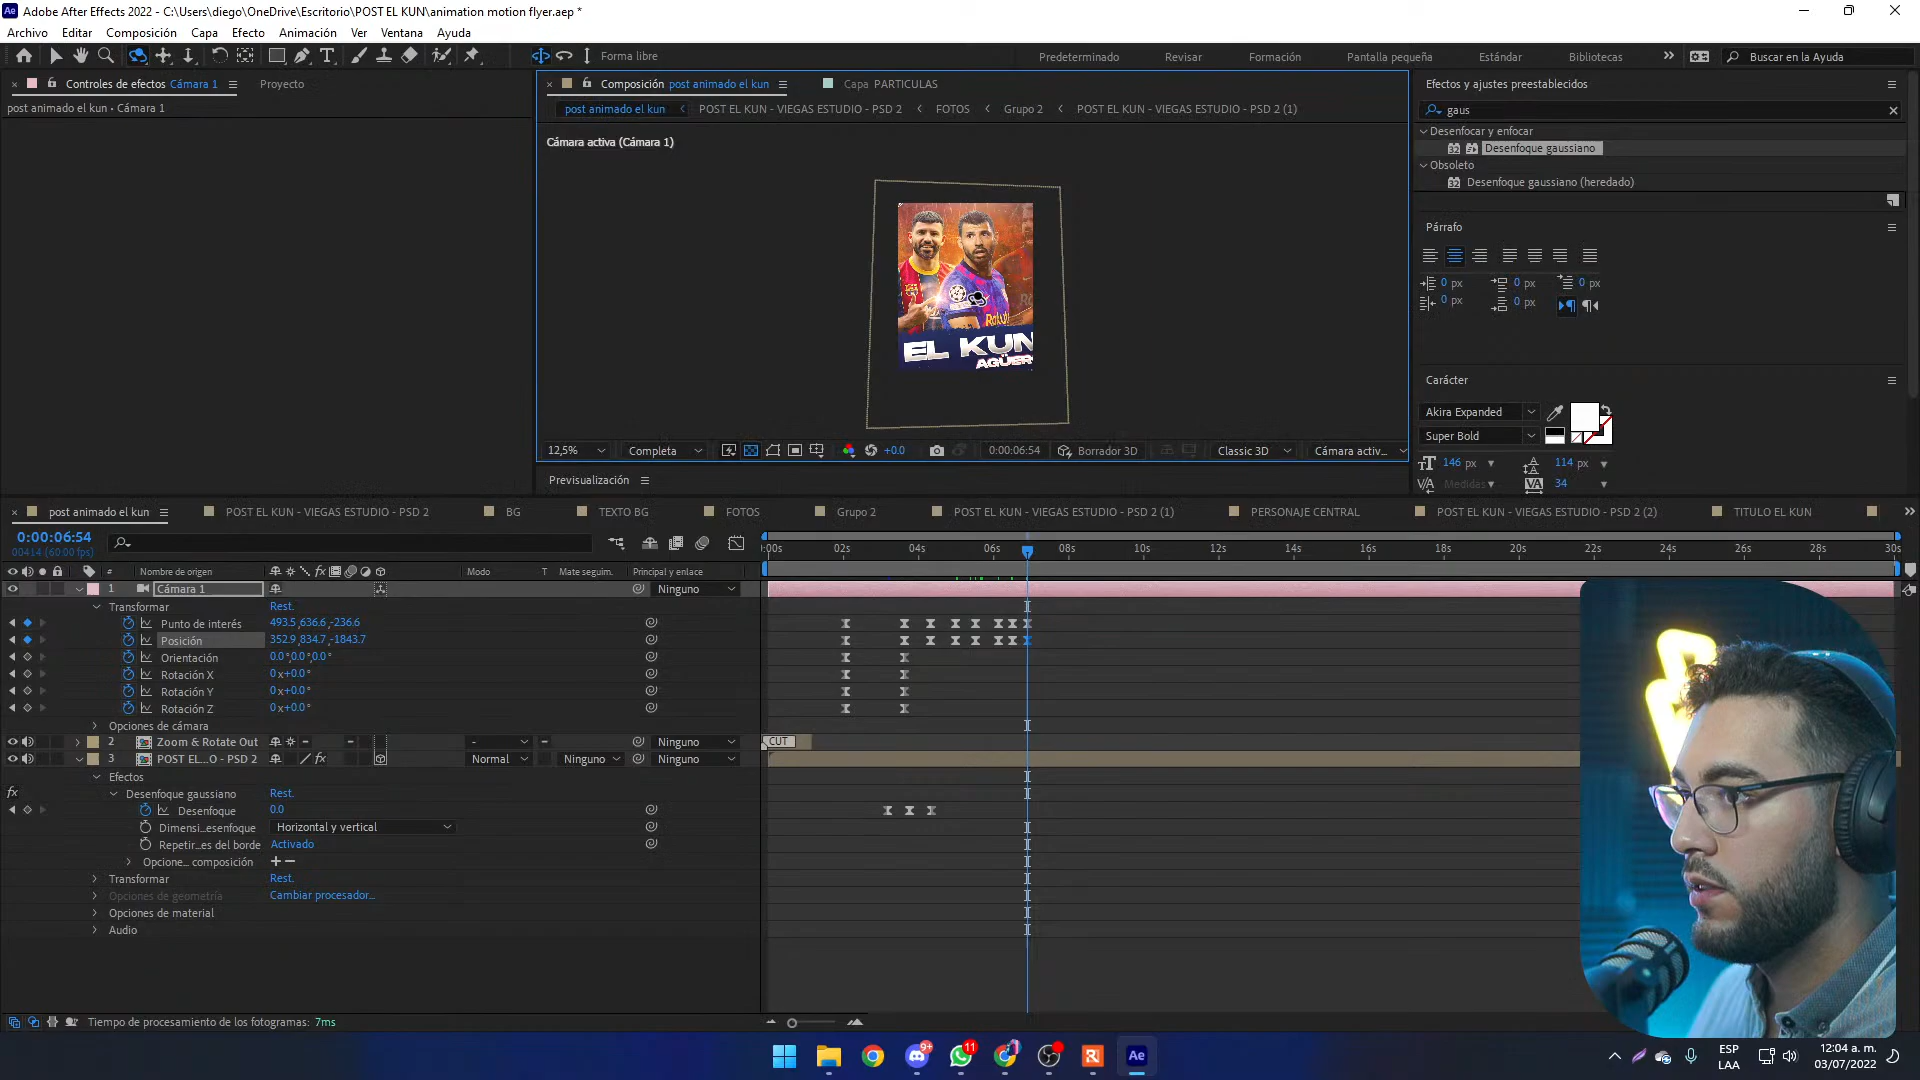 Adobe After Effects 2022 - C:\Users\diego\OneDrive\Escritorio\POST EL KUN\animation motion flyer.aep *
Archivo Editar Composición Capa Efecto Animación Ver Ventana Ayuda
Forma libre Predeterminado Revisar Formación Pantalla pequeña Estándar Bibliotecas Buscar en la Ayuda
Controles de efectos Cámara 1 Proyecto
post animado el kun • Cámara 1
Composición post animado el kun Capa PARTICULAS
post animado el kun POST EL KUN - VIEGAS ESTUDIO - PSD 2 FOTOS Grupo 2 POST EL KUN - VIEGAS ESTUDIO - PSD 2 (1)
Cámara activa (Cámara 1)
EL KUN
AGÜER
12,5% Completa +0.0 0:00:06:54 Borrador 3D Classic 3D Cámara activ...
Previsualización
Efectos y ajustes preestablecidos
gaus
Desenfocar y enfocar
32 Desenfoque gaussiano
Obsoleto
32 Desenfoque gaussiano (heredado)
Párrafo
0 px 0 px 0 px
0 px 0 px
Carácter
Akira Expanded
Super Bold
146 px 114 px
Medidas 34
post animado el kun POST EL KUN - VIEGAS ESTUDIO - PSD 2 BG TEXTO BG FOTOS Grupo 2 POST EL KUN - VIEGAS ESTUDIO - PSD 2 (1) PERSONAJE CENTRAL POST EL KUN - VIEGAS ESTUDIO - PSD 2 (2) TITULO EL KUN
0:00:06:54
00414 (60.00 fps)
:00s 02s 04s 06s 08s 10s 12s 14s 16s 18s 20s 22s 24s 26s 28s 30s
# Nombre de origen Modo T Mate seguim. Principal y enlace
1 Cámara 1 Ninguno
Transformar Rest.
Punto de interés 493.5,636.6,-236.6
Posición 352.9,834.7,-1843.7
Orientación 0.0°,0.0°,0.0°
Rotación X 0x+0.0°
Rotación Y 0x+0.0°
Rotación Z 0x+0.0°
Opciones de cámara
2 Zoom & Rotate Out - Ninguno CUT
3 POST EL...O - PSD 2 Normal Ninguno Ninguno
Efectos
fx Desenfoque gaussiano Rest.
Desenfoque 0.0
Dimensi...esenfoque Horizontal y vertical
Repetir...es del borde Activado
Opcione... composición + −
Transformar Rest.
Opciones de geometría Cambiar procesador...
Opciones de material
Audio
Tiempo de procesamiento de los fotogramas: 7ms
9+ 11 Ae
ESP
LAA
12:04 a. m.
03/07/2022